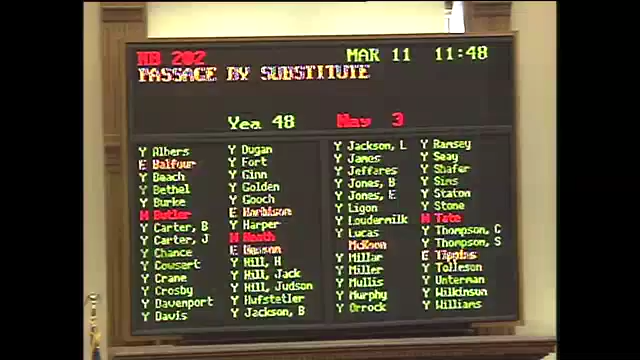 HB 202 MAR 11 11:48
PASSAGE BY SUBSTITUTE
Yea 48 Nay 3
Y Albers
E Balfour
Y Beach
Y Bethel
Y Burke
N Butler
Y Carter, B
Y Carter, J
Y Chance
Y Cowsert
Y Crane
Y Crosby
Y Davenport
Y Davis
Y Dugan
Y Fort
Y Ginn
Y Golden
Y Gooch
E Harbison
Y Harper
N Heath
E Henson
Y Hill, H
Y Hill, Jack
Y Hill, Judson
Y Hufstetler
Y Jackson, B
Y Jackson, L
Y James
Y Jeffares
Y Jones, B
Y Jones, E
Y Ligon
Y Loudermilk
Y Lucas
McKoon
Y Millar
Y Miller
Y Mullis
Y Murphy
Y Orrock
Y Ramsey
Y Seay
Y Shafer
Y Sims
Y Staton
Y Stone
N Tate
Y Thompson, C
Y Thompson, S
E Tippins
Y Tolleson
Y Unterman
Y Wilkinson
Y Williams